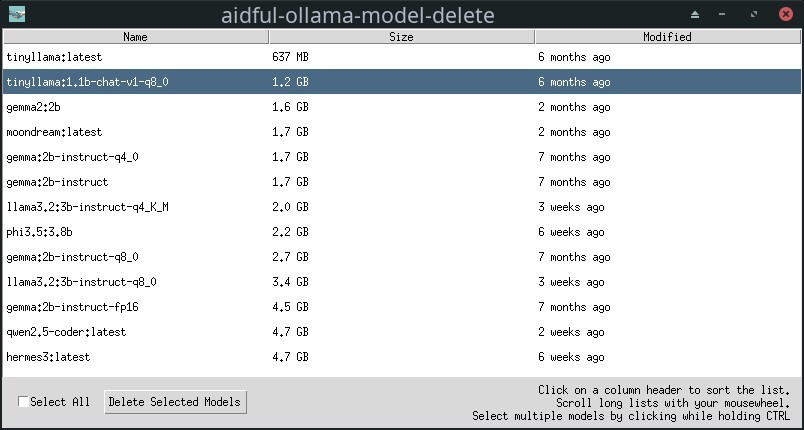 aidful-ollama-model-delete
Name Size Modified
tinyllama:latest 637 MB 6 months ago
tinyllama:1.1b-chat-v1-q8_0 1.2 GB 6 months ago
gemma2:2b 1.6 GB 2 months ago
moondream:latest 1.7 GB 2 months ago
gemma:2b-instruct-q4_0 1.7 GB 7 months ago
gemma:2b-instruct 1.7 GB 7 months ago
llama3.2:3b-instruct-q4_K_M 2.0 GB 3 weeks ago
phi3.5:3.8b 2.2 GB 6 weeks ago
gemma:2b-instruct-q8_0 2.7 GB 7 months ago
llama3.2:3b-instruct-q8_0 3.4 GB 3 weeks ago
gemma:2b-instruct-fp16 4.5 GB 7 months ago
qwen2.5-coder:latest 4.7 GB 2 weeks ago
hermes3:latest 4.7 GB 6 weeks ago
Select All Delete Selected Models
Click on a column header to sort the list.
Scroll long lists with your mousewheel.
Select multiple models by clicking while holding CTRL